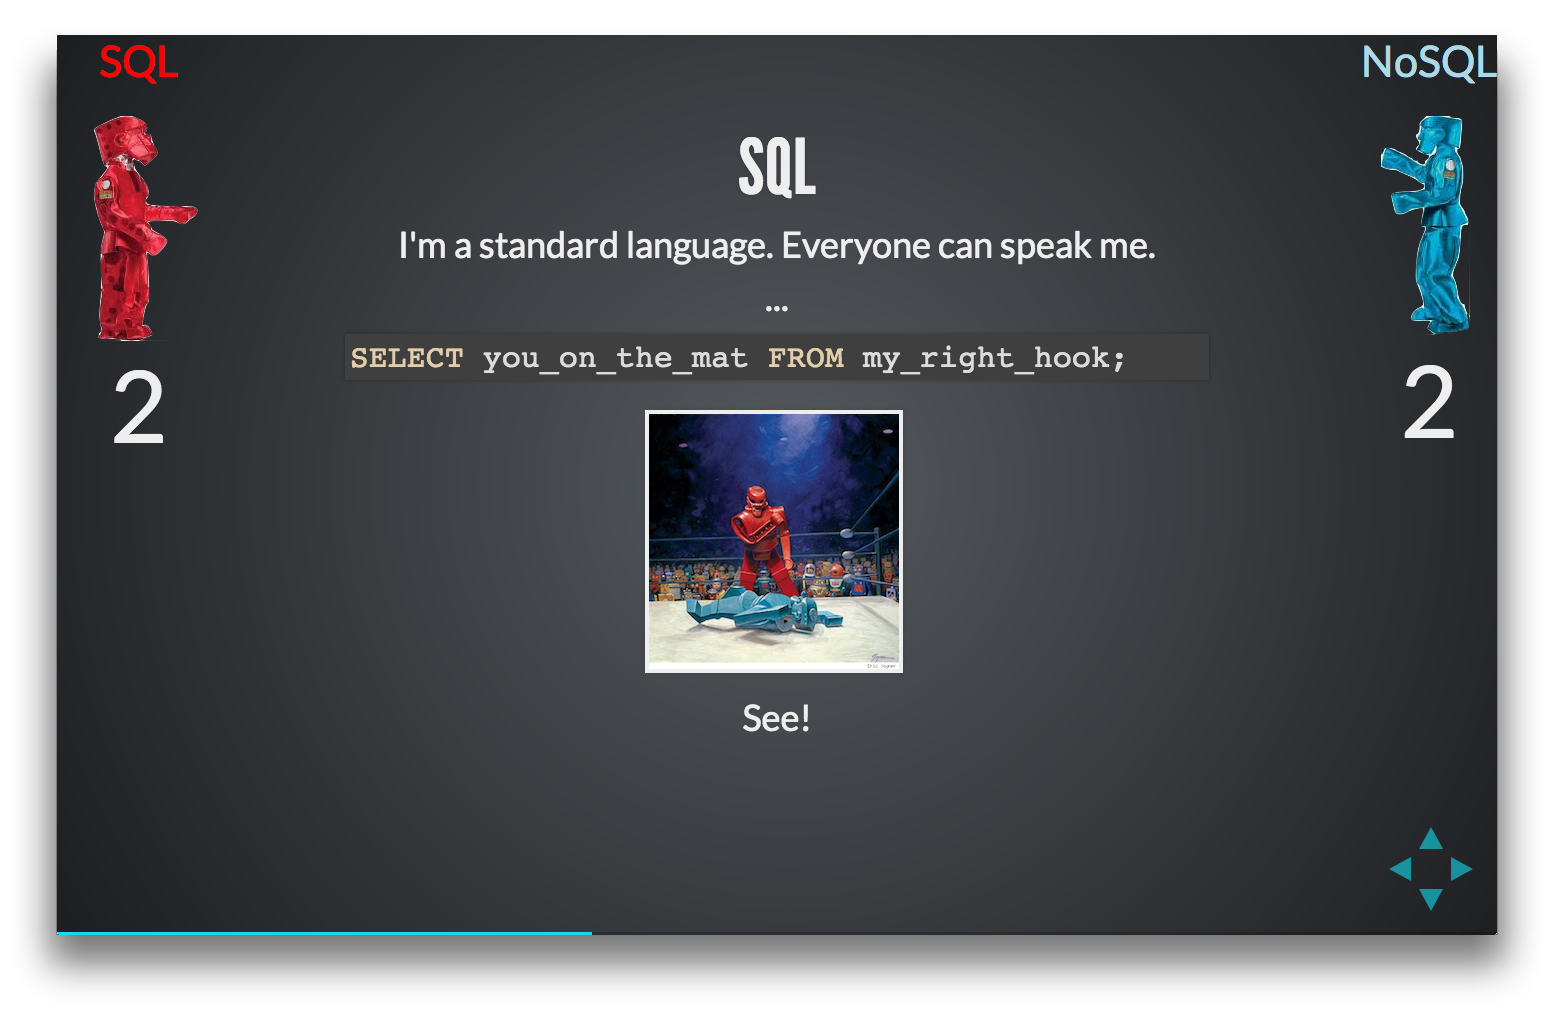 SQL
NoSQL
SQL
I'm a standard language. Everyone can speak me.
...
SELECT you_on_the_mat FROM my_right_hook;
2
2
See!